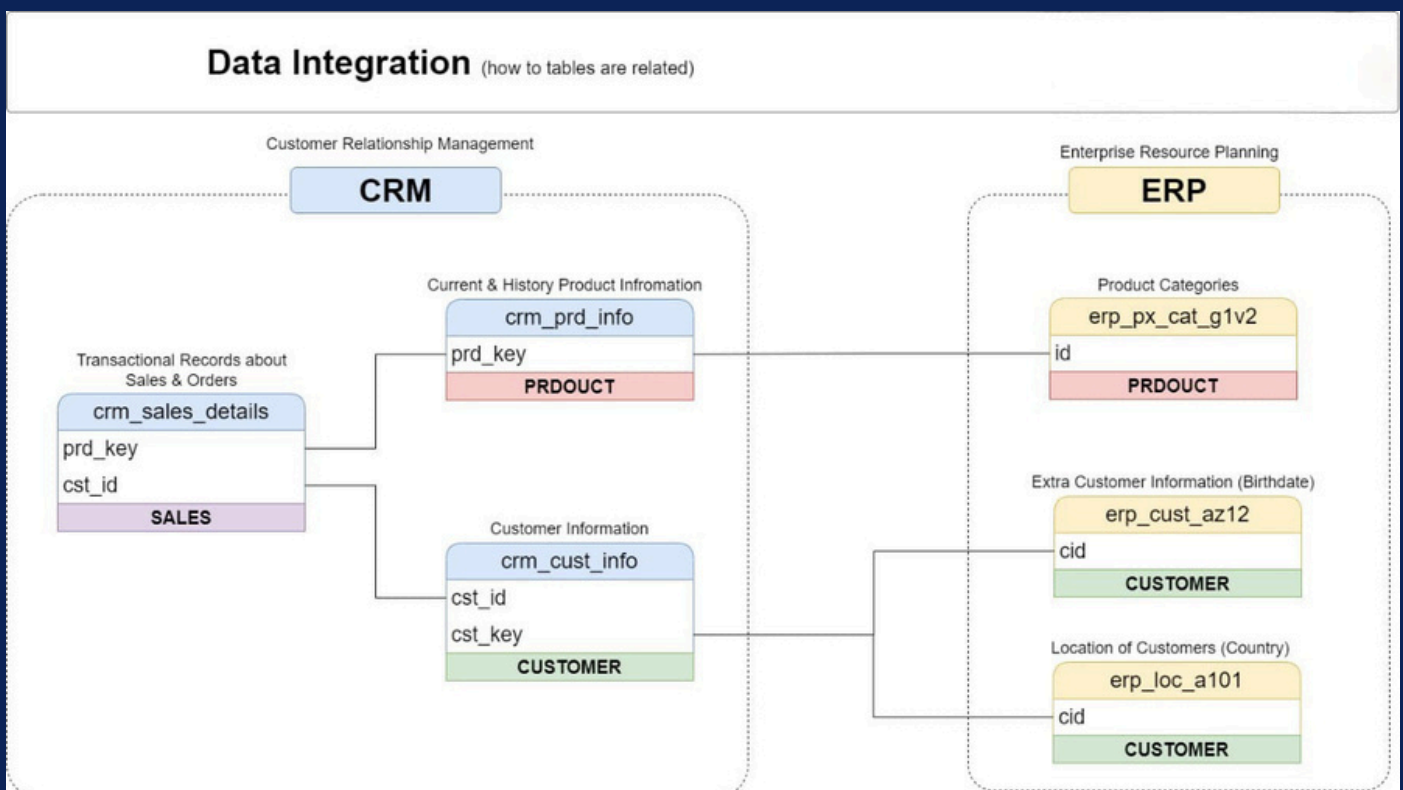 Data Integration (how to tables are related)
Customer Relationship Management
CRM
Transactional Records about
Sales & Orders
crm_sales_details
prd_key
cst_id
SALES
Current & History Product Infromation
crm_prd_info
prd_key
PRDOUCT
Customer Information
crm_cust_info
cst_id
cst_key
CUSTOMER
Enterprise Resource Planning
ERP
Product Categories
erp_px_cat_g1v2
id
PRDOUCT
Extra Customer Information (Birthdate)
erp_cust_az12
cid
CUSTOMER
Location of Customers (Country)
erp_loc_a101
cid
CUSTOMER